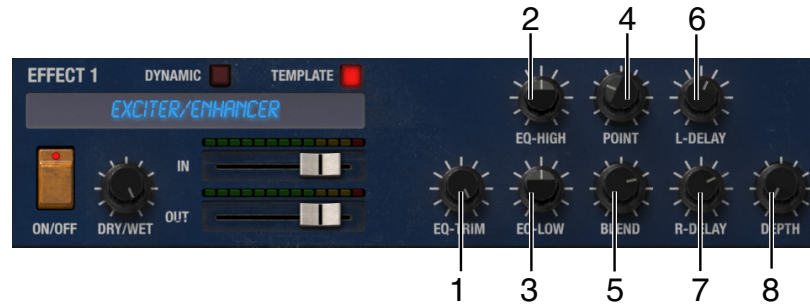 2 4 6
EFFECT 1 DYNAMIC TEMPLATE
EXCITER/ENHANCER
EQ-HIGH POINT L-DELAY
IN
OUT
ON/OFF DRY/WET EQ-TRIM EQ-LOW BLEND R-DELAY DEPTH
1 3 5 7 8